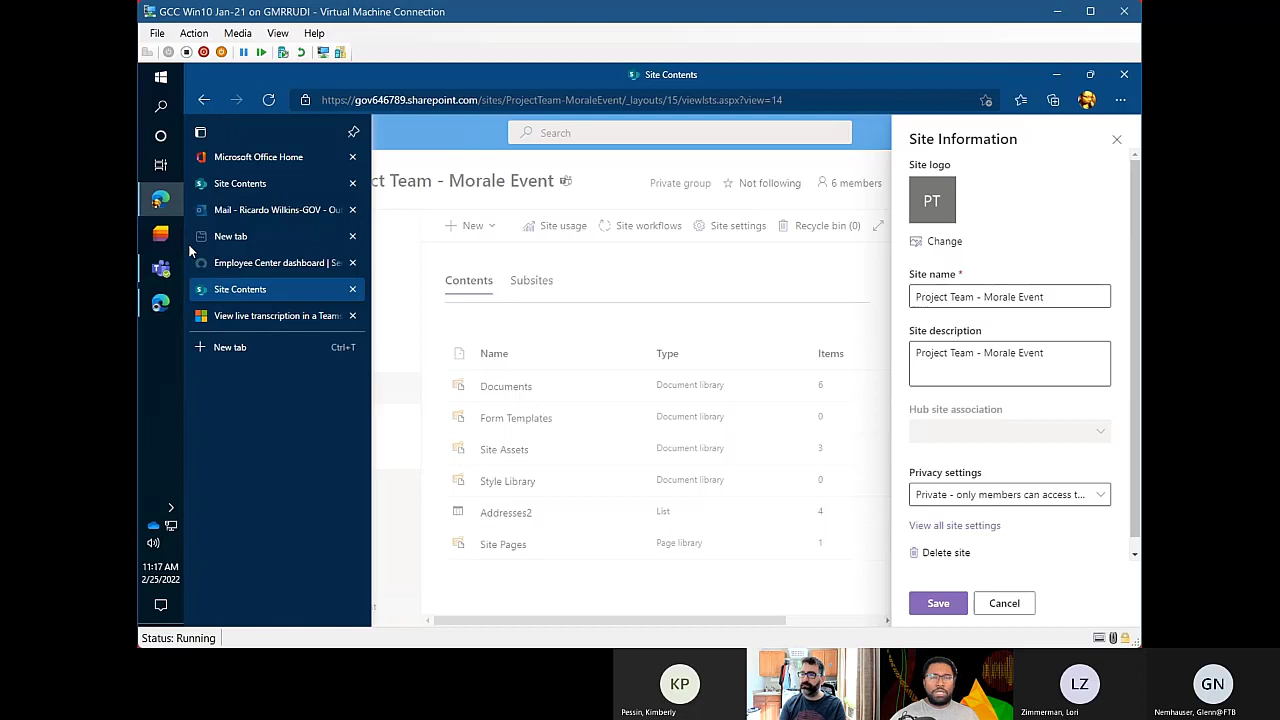 GCC Win10 Jan-21 on GMRRUDI - Virtual Machine Connection
File Action Media View Help
Site Contents
https://gov646789.sharepoint.com/sites/ProjectTeam-MoraleEvent/_layouts/15/viewlsts.aspx?view=14
Microsoft Office Home
Site Contents
Mail - Ricardo Wilkins-GOV - Ou
New tab
Employee Center dashboard | Se
Site Contents
View live transcription in a Teams
New tab Ctrl+T
Search
ct Team - Morale Event
Private group Not following 6 members
New Site usage Site workflows Site settings Recycle bin (0)
Contents Subsites
Name Type Items
Documents Document library 6
Form Templates Document library 0
Site Assets Document library 3
Style Library Document library 0
Addresses2 List 4
Site Pages Page library 1
Site Information
Site logo
PT
Change
Site name *
Project Team - Morale Event
Site description
Project Team - Morale Event
Hub site association
Privacy settings
Private - only members can access t...
View all site settings
Delete site
Save Cancel
11:17 AM
2/25/2022
Status: Running
KP LZ GN
Pessin, Kimberly Zimmerman, Lori Nemhauser, Glenn@FTB